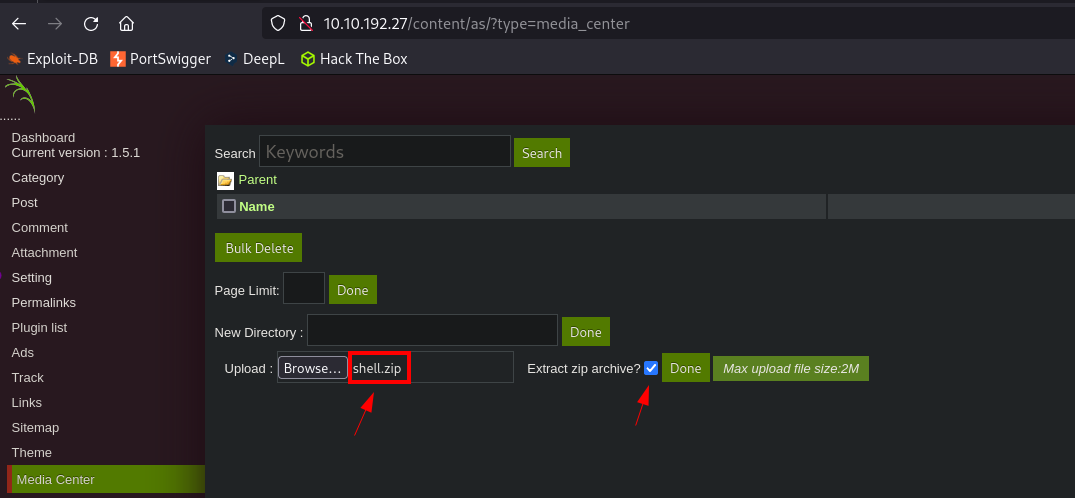 10.10.192.27/content/as/?type=media_center
Exploit-DB PortSwigger DeepL Hack The Box
......
Dashboard
Current version : 1.5.1
Category
Post
Comment
Attachment
Setting
Permalinks
Plugin list
Ads
Track
Links
Sitemap
Theme
Media Center
Search Keywords Search
Parent
Name
Bulk Delete
Page Limit: Done
New Directory : Done
Upload : Browse... shell.zip Extract zip archive? Done Max upload file size:2M